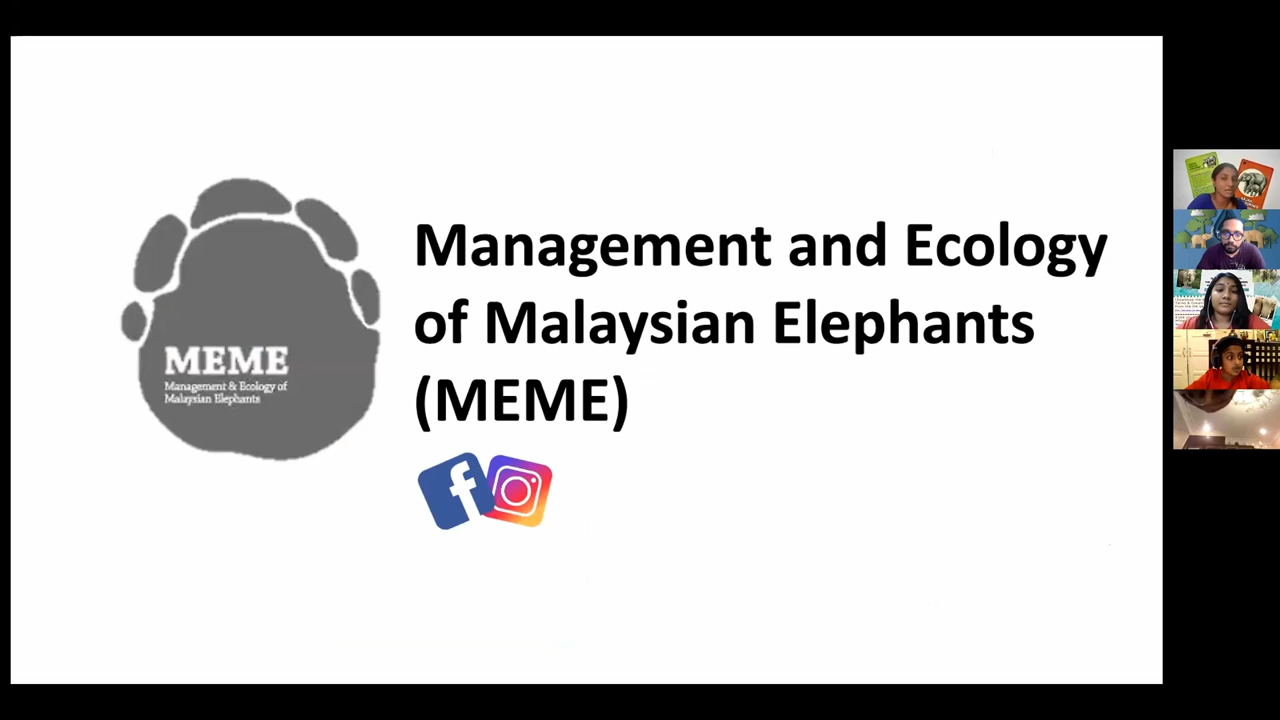 Management and Ecology
of Malaysian Elephants
(MEME)
MEME
Management & Ecology of
Malaysian Elephants